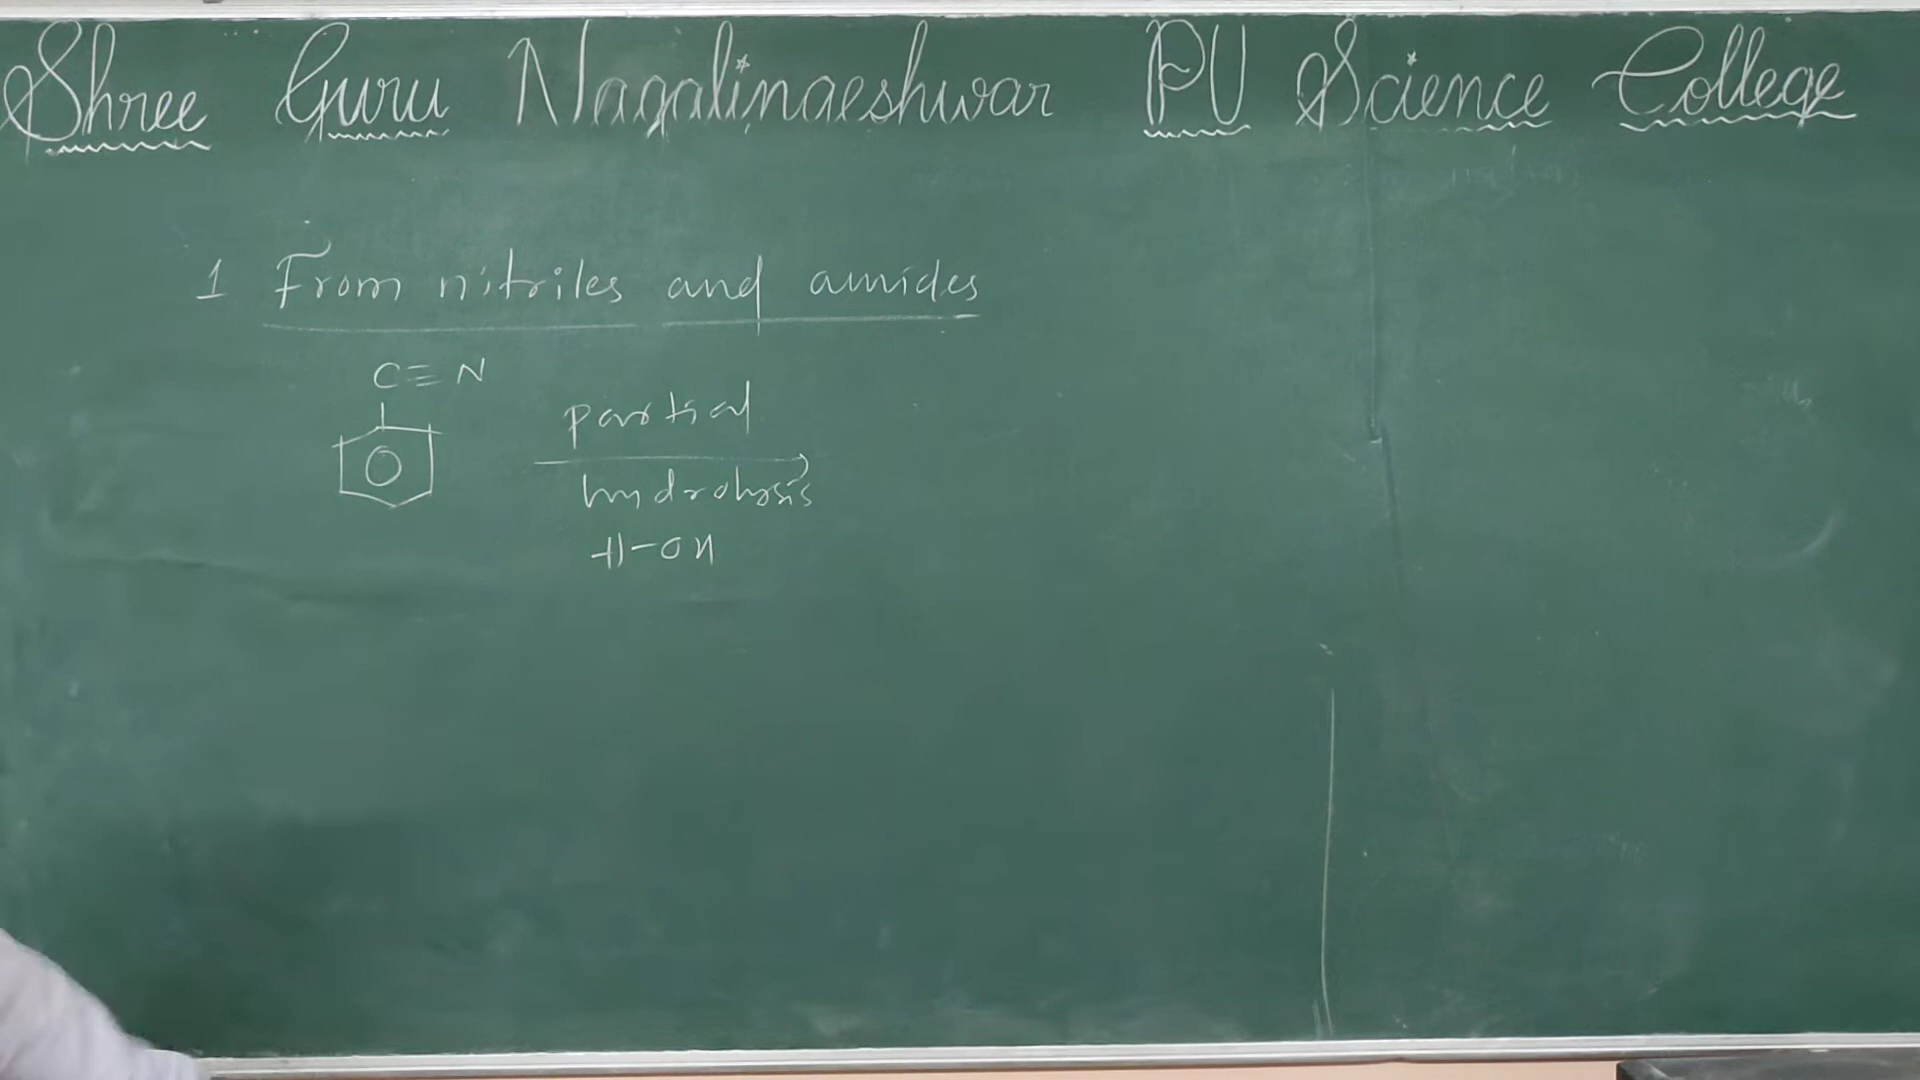 Shree Guru Nagalingeshwar PU Science College
1 From nitriles and amides
C≡N
partial
hydrolysis
H-OH